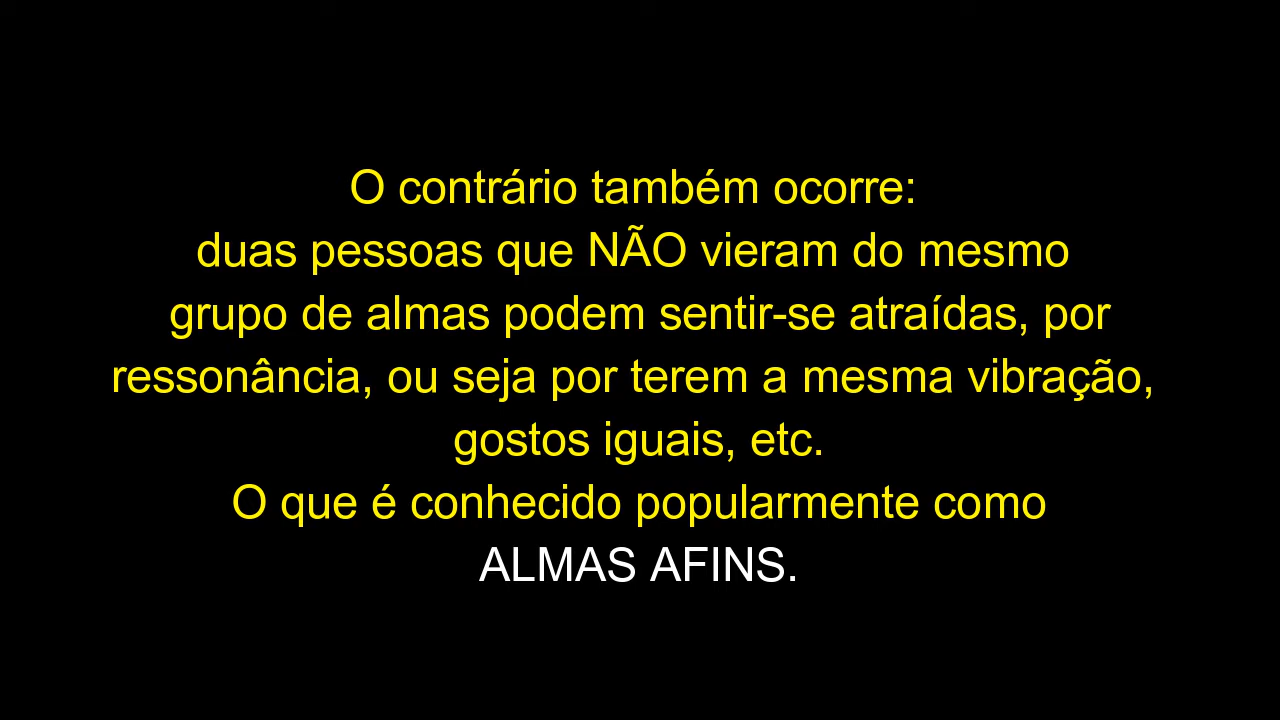 O contrário também ocorre:
duas pessoas que NÃO vieram do mesmo
grupo de almas podem sentir-se atraídas, por
ressonância, ou seja por terem a mesma vibração,
gostos iguais, etc.
O que é conhecido popularmente como
ALMAS AFINS.